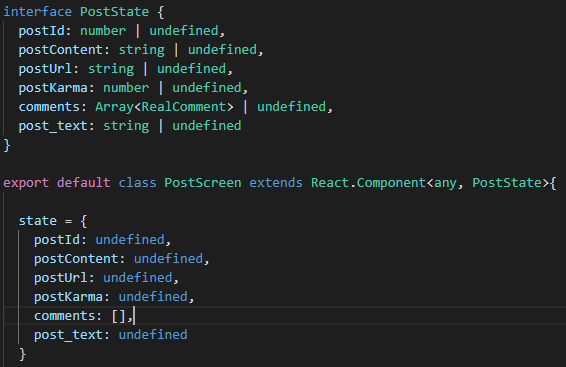 interface PostState {
postId: number | undefined,
postContent: string | undefined,
postUrl: string | undefined,
postKarma: number | undefined,
comments: Array<RealComment> | undefined,
post_text: string | undefined
}
export default class PostScreen extends React.Component<any, PostState>{
state = {
postId: undefined,
postContent: undefined,
postUrl: undefined,
postKarma: undefined,
comments: [],
post_text: undefined
}